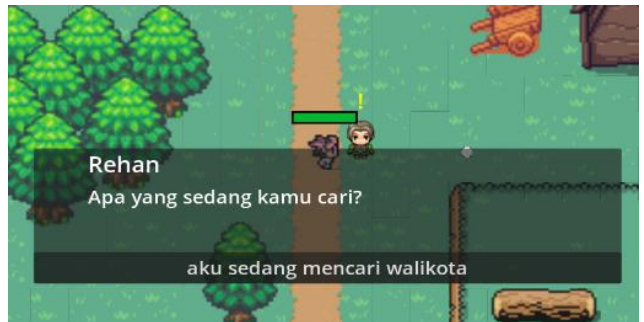 !
Rehan
Apa yang sedang kamu cari?
aku sedang mencari walikota